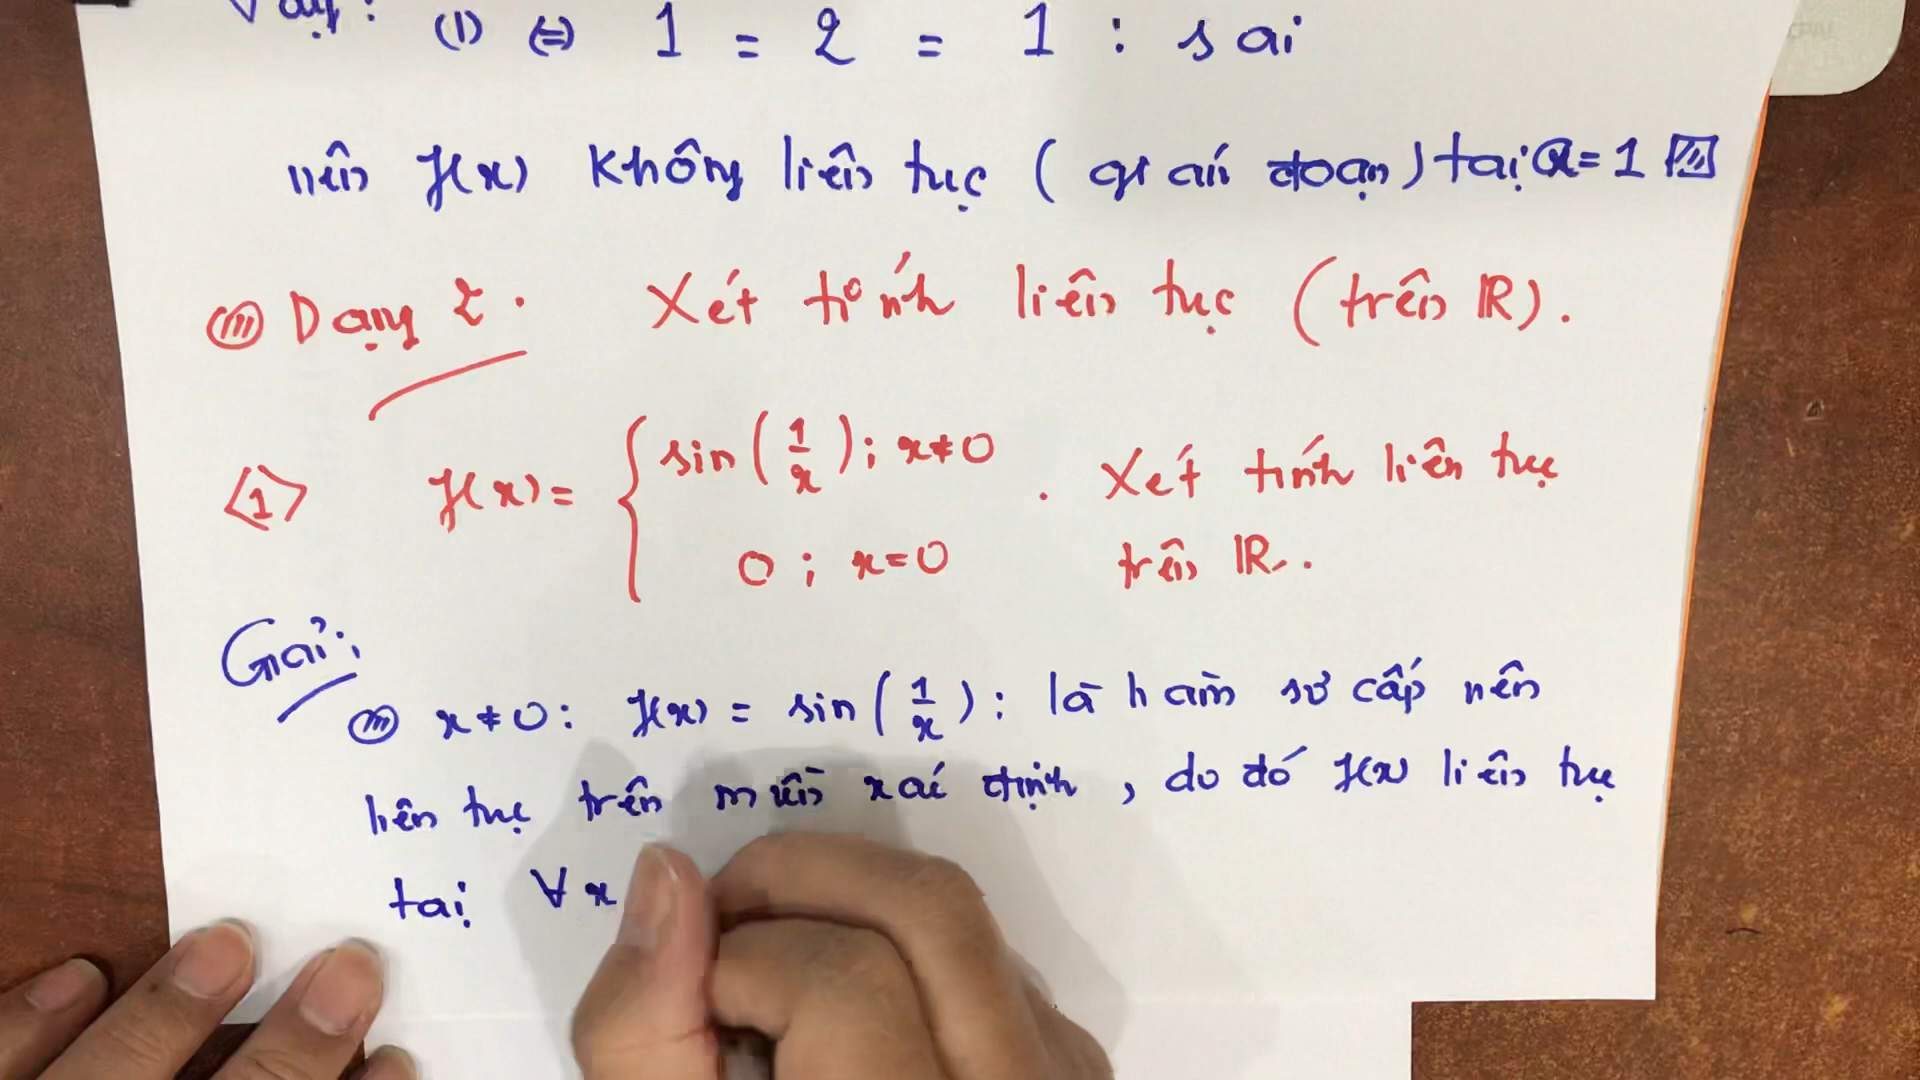 Vậy: (1) ⇔ 1 = 2 = 1 : sai
nên f(x) không liên tục (gián đoạn) tại x=1
Dạng 2. Xét tính liên tục (trên ℝ).
<1> f(x) = { sin(1/x); x≠0 . Xét tính liên tục
0; x=0 trên ℝ.
Giải:
x≠0: f(x) = sin(1/x): là hàm sơ cấp nên
liên tục trên miền xác định, do đó f(x) liên tục
tại ∀x